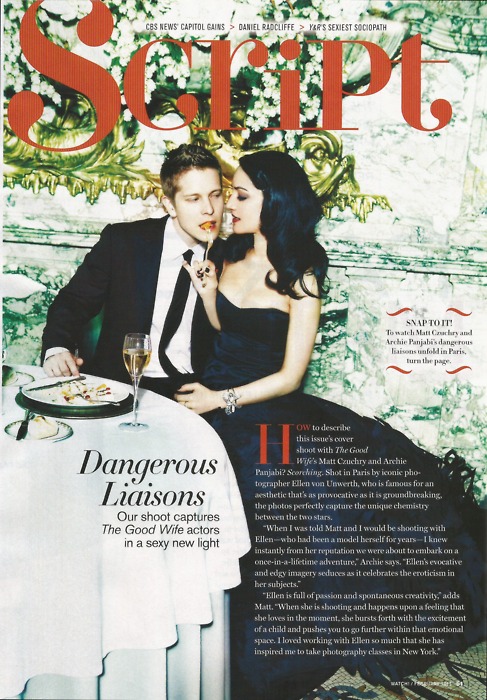 CBS NEWS' CAPITOL GAINS > DANIEL RADCLIFFE > Y&R'S SEXIEST SOCIOPATH
Script
SNAP TO IT!
To watch Matt Czuchry and
Archie Panjabi's dangerous
liaisons unfold in Paris,
turn the page.
Dangerous
Liaisons
Our shoot captures
The Good Wife actors
in a sexy new light
HOW to describe
this issue's cover
shoot with The Good
Wife's Matt Czuchry and Archie
Panjabi? Scorching. Shot in Paris by iconic pho-
tographer Ellen von Unwerth, who is famous for an
aesthetic that's as provocative as it is groundbreaking,
the photos perfectly capture the unique chemistry
between the two stars.
"When I was told Matt and I would be shooting with
Ellen—who had been a model herself for years—I knew
instantly from her reputation we were about to embark on a
once-in-a-lifetime adventure," Archie says. "Ellen's evocative
and edgy imagery seduces as it celebrates the eroticism in
her subjects."
"Ellen is full of passion and spontaneous creativity," adds
Matt. "When she is shooting and happens upon a feeling that
she loves in the moment, she bursts forth with the excitement
of a child and pushes you to go further within that emotional
space. I loved working with Ellen so much that she has
inspired me to take photography classes in New York."
WATCH!